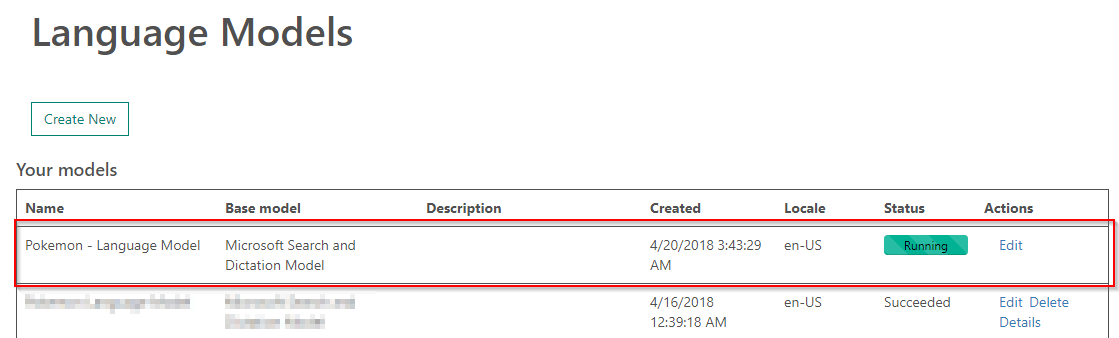 Language Models
Create New
Your models
Name Base model Description Created Locale Status Actions
Pokemon - Language Model Microsoft Search and 4/20/2018 3:43:29 en-US Running Edit
Dictation Model AM
4/16/2018 en-US Succeeded Edit Delete
12:39:18 AM Details